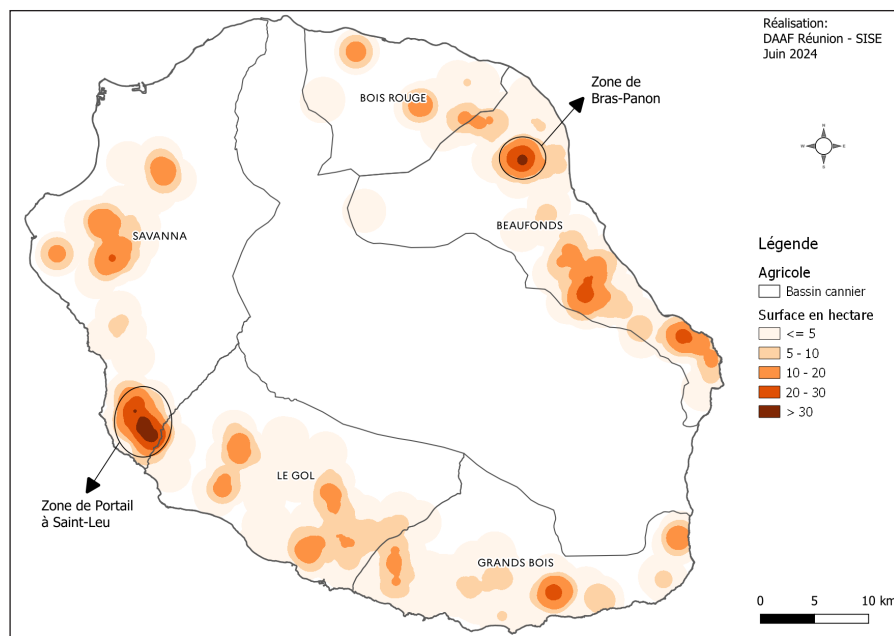 Réalisation:
DAAF Réunion - SISE
Juin 2024
Zone de
Bras-Panon
BOIS ROUGE
N
W
E
S
SAVANNA
BEAUFONDS
Légende
Agricole
Bassin cannier
Surface en hectare
<= 5
5 - 10
10 - 20
20 - 30
> 30
LE GOL
Zone de Portail
à Saint-Leu
GRANDS BOIS
0 5 10 km